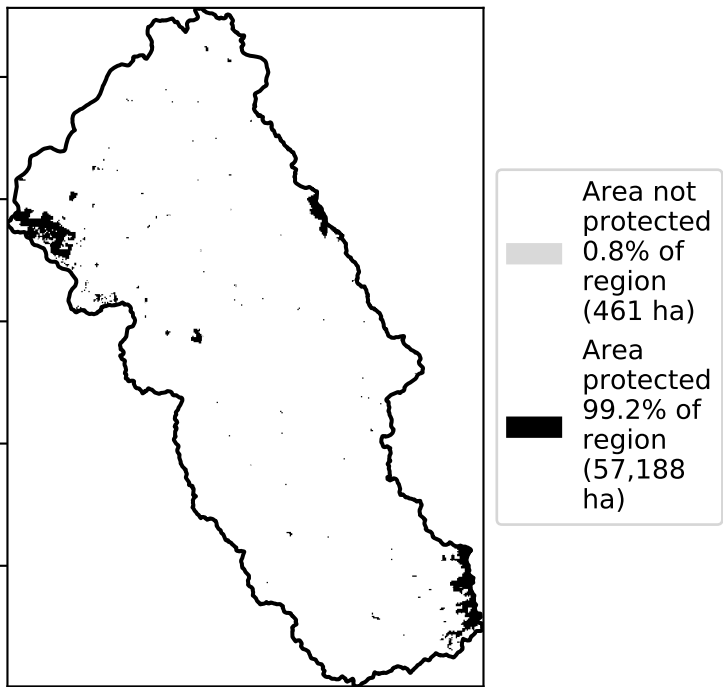 Area not
protected
0.8% of
region
(461 ha)
Area
protected
99.2% of
region
(57,188
ha)